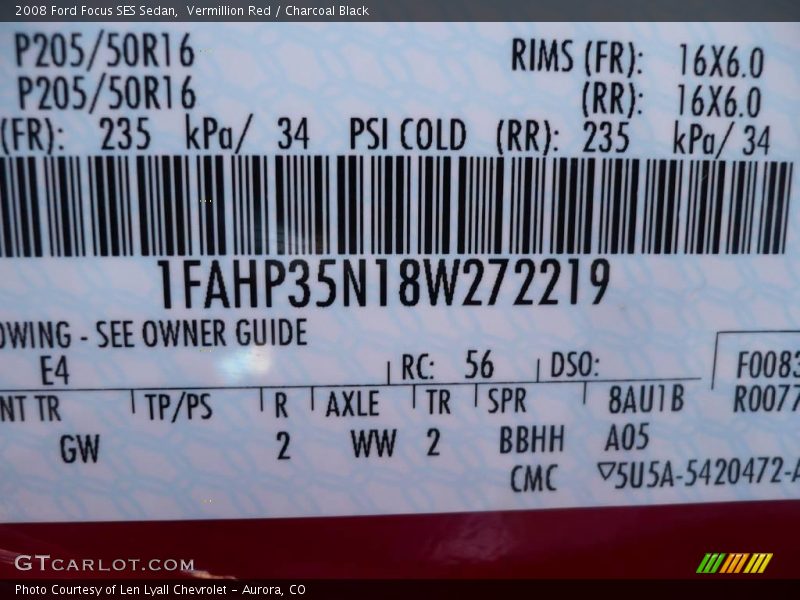 2008 Ford Focus SES Sedan, Vermillion Red / Charcoal Black
P205/50R16 RIMS (FR): 16X6.0
P205/50R16 (RR): 16X6.0
(FR): 235 kPa/ 34 PSI COLD (RR): 235 kPa/ 34
1FAHP35N18W272219
OWING - SEE OWNER GUIDE
E4 RC: 56 DSO: F0083
NT TR TP/PS R AXLE TR SPR 8AU1B R0077
GW 2 WW 2 BBHH A05
CMC ▽5U5A-5420472-A
GTCARLOT.COM
Photo Courtesy of Len Lyall Chevrolet - Aurora, CO